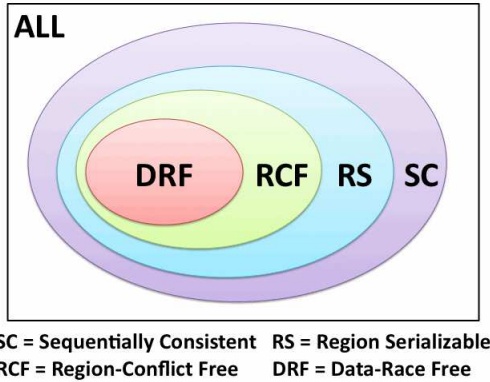 ALL
DRF RCF RS SC
SC = Sequentially Consistent RS = Region Serializable
RCF = Region-Conflict Free DRF = Data-Race Free